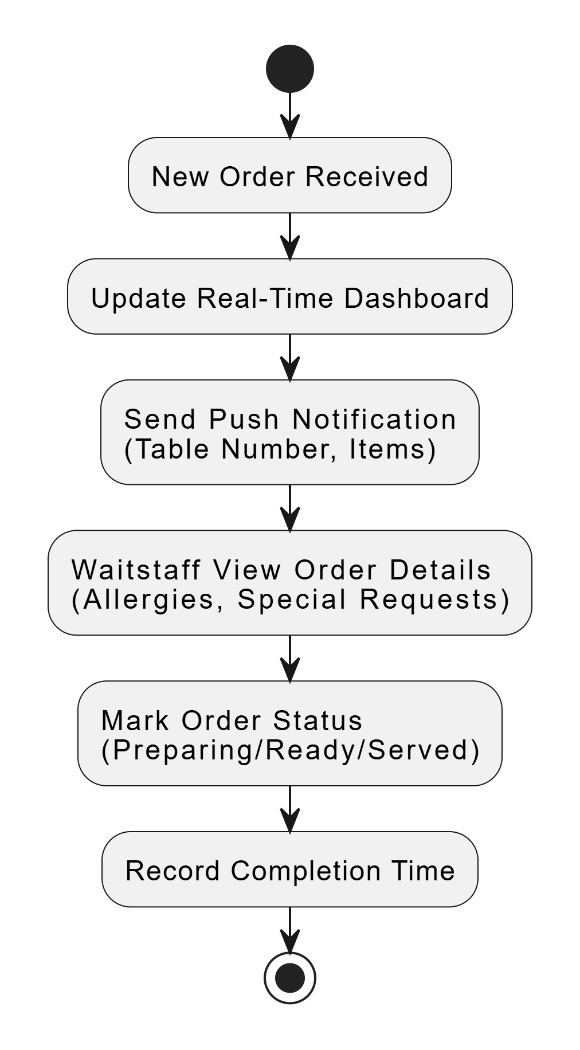 New Order Received
Update Real-Time Dashboard
Send Push Notification
(Table Number, Items)
Waitstaff View Order Details
(Allergies, Special Requests)
Mark Order Status
(Preparing/Ready/Served)
Record Completion Time